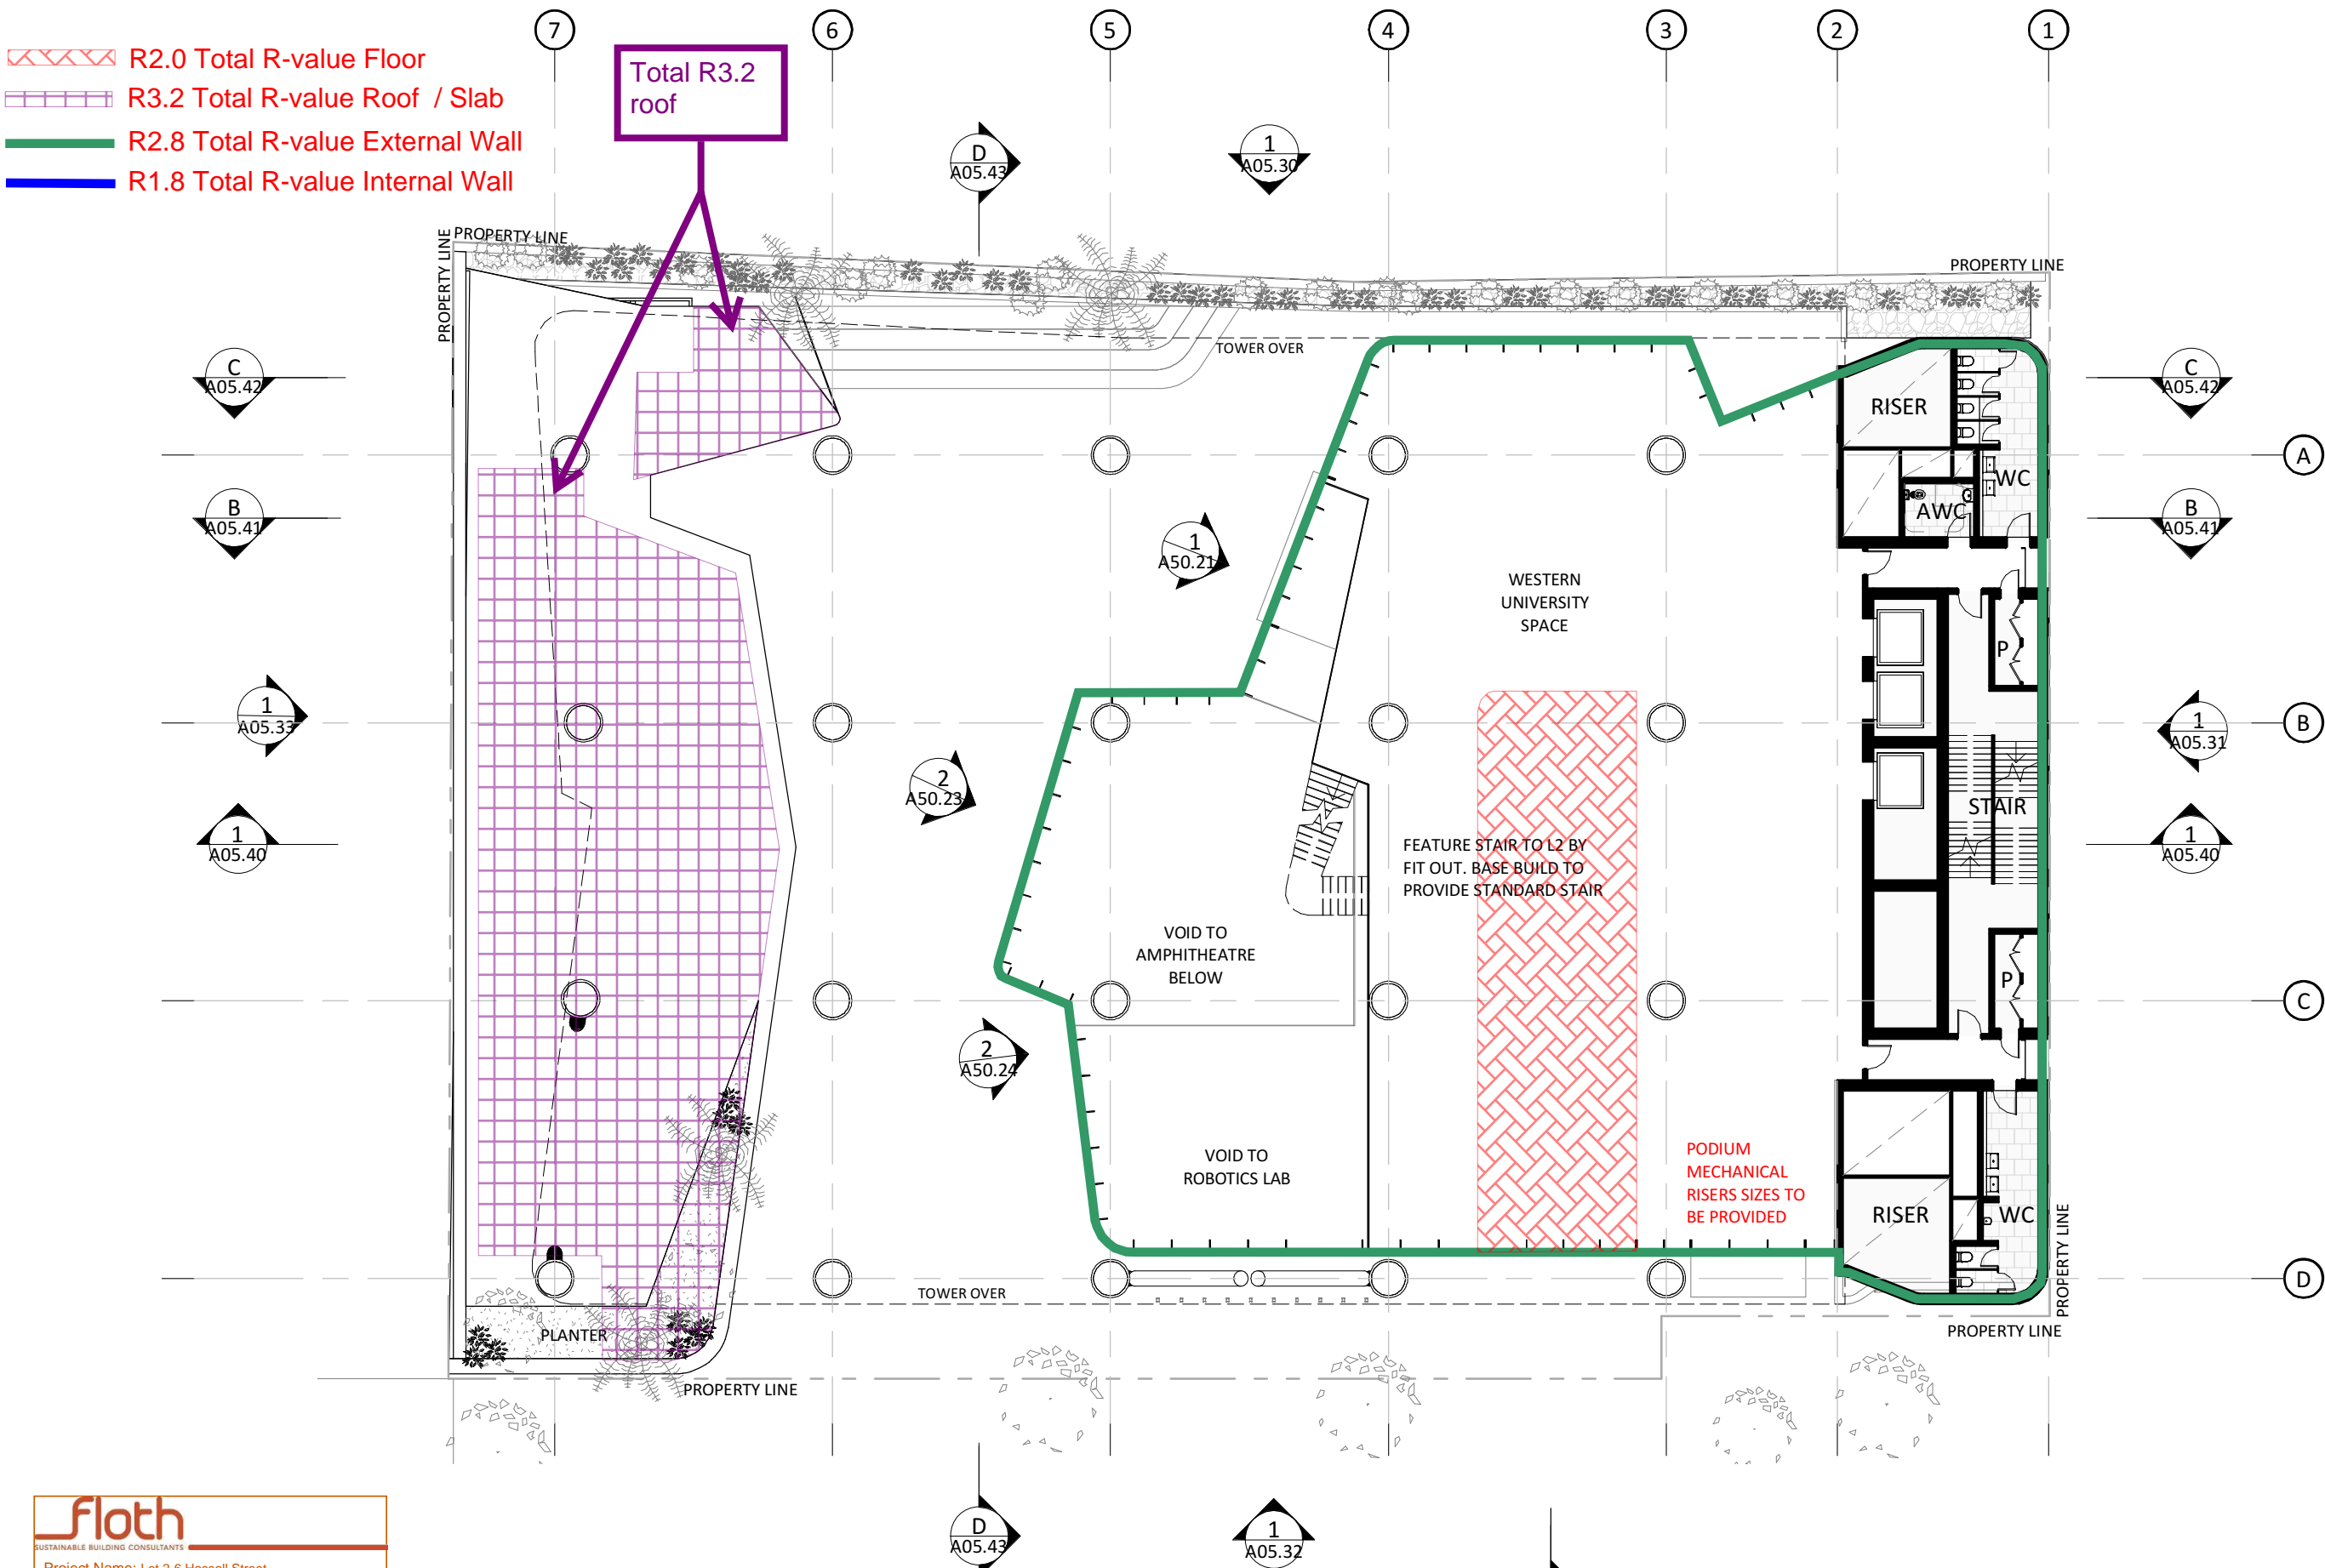 7
6
5
4
3
2
1
R2.0 Total R-value Floor
R3.2 Total R-value Roof / Slab
R2.8 Total R-value External Wall
R1.8 Total R-value Internal Wall
Total R3.2
roof
D
A05.43
1
A05.30
PROPERTY LINE
PROPERTY LINE
PROPERTY LINE
TOWER OVER
C
A05.42
C
A05.42
RISER
A
WC
AWC
B
A05.41
B
A05.41
1
A50.21
WESTERN
UNIVERSITY
SPACE
P
1
A05.33
1
A05.31
B
2
A50.23
STAIR
1
A05.40
1
A05.40
FEATURE STAIR TO L2 BY
FIT OUT. BASE BUILD TO
PROVIDE STANDARD STAIR
VOID TO
AMPHITHEATRE
BELOW
P
C
2
A50.24
VOID TO
ROBOTICS LAB
PODIUM
MECHANICAL
RISERS SIZES TO
BE PROVIDED
RISER
WC
PROPERTY LINE
D
TOWER OVER
PLANTER
PROPERTY LINE
PROPERTY LINE
floth
SUSTAINABLE BUILDING CONSULTANTS
D
A05.43
1
A05.32